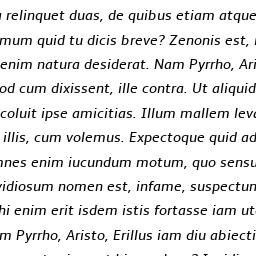 relinquet duas, de quibus etiam atque
mum quid tu dicis breve? Zenonis est,
enim natura desiderat. Nam Pyrrho, Ari
od cum dixissent, ille contra. Ut aliquid
coluit ipse amicitias. Illum mallem leva
illis, cum volemus. Expectoque quid ad
nes enim iucundum motum, quo sensu
vidiosum nomen est, infame, suspectum
hi enim erit isdem istis fortasse iam ut
m Pyrrho, Aristo, Erillus iam diu abiecti